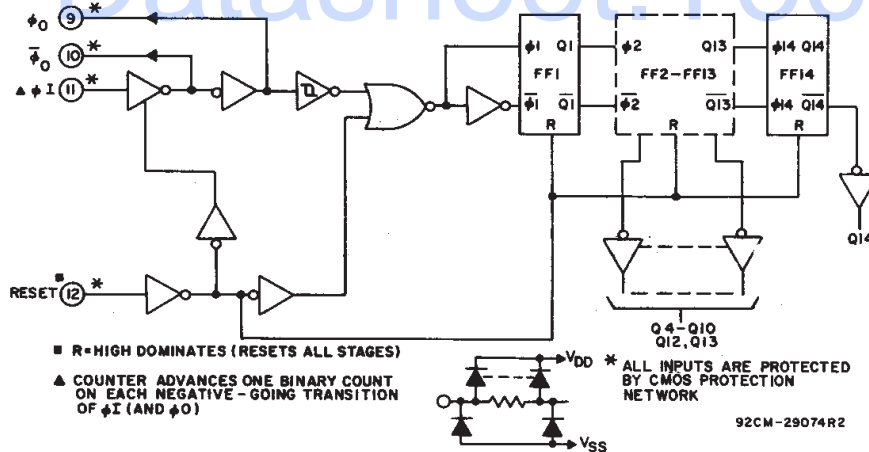 Datasheet.Tec
φO 9 *
φ̅O 10 *
▲ φI 11 *
φ1 Q1
FF1
φ̅1 Q̅1
R
φ2 Q13
FF2–FF13
φ̅2 Q̅13
R
φ14 Q14
FF14
φ14 Q̅14
R
Q14
■
RESET 12 *
Q4–Q10
Q12,Q13
■ R=HIGH DOMINATES (RESETS ALL STAGES)
▲ COUNTER ADVANCES ONE BINARY COUNT
ON EACH NEGATIVE-GOING TRANSITION
OF φI (AND φO)
VDD
VSS
* ALL INPUTS ARE PROTECTED
BY CMOS PROTECTION
NETWORK
92CM-29074R2